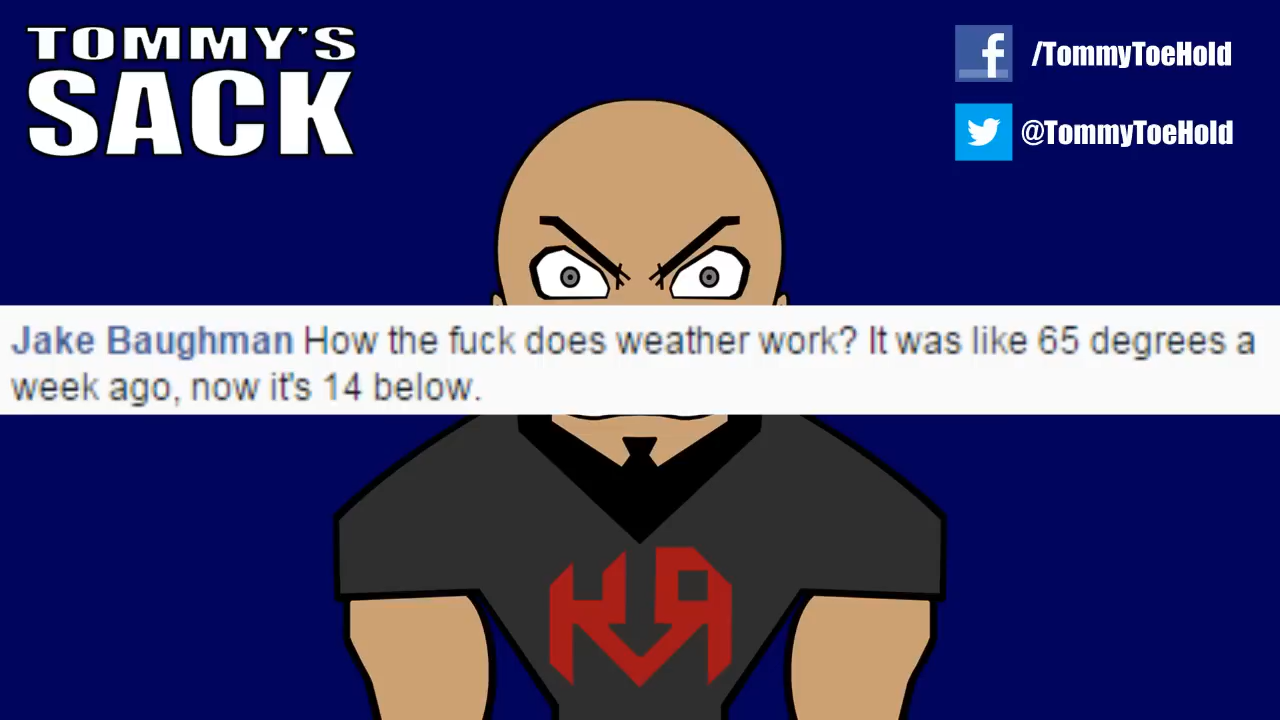 TOMMY'S
SACK
/TommyToeHold
@TommyToeHold
Jake Baughman How the fuck does weather work? It was like 65 degrees a
week ago, now it's 14 below.